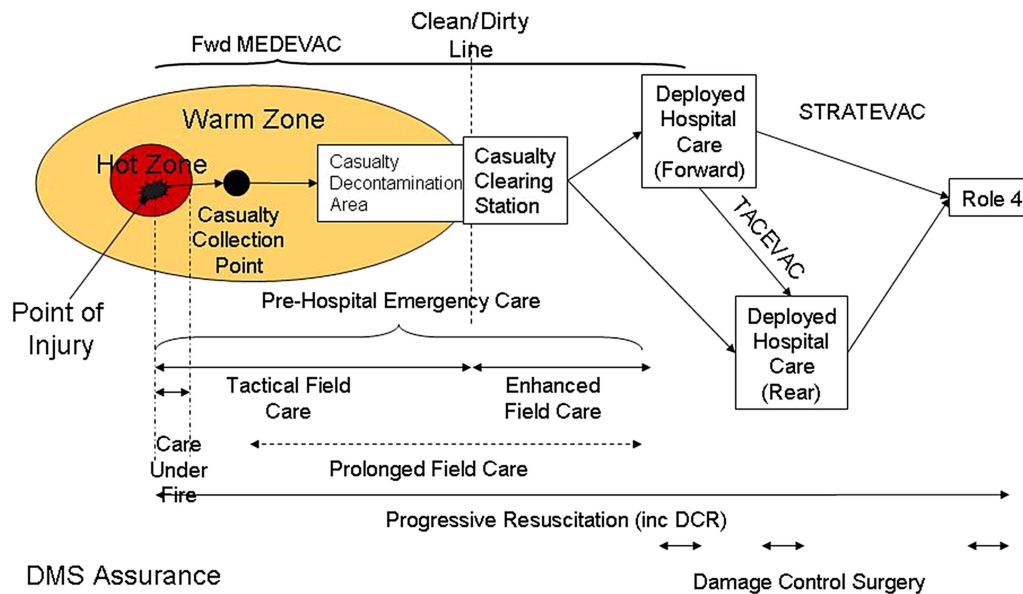 Clean/Dirty
Line
Fwd MEDEVAC
Warm Zone
Hot Zone
Casualty
Collection
Point
Casualty
Decontamination
Area
Casualty
Clearing
Station
Deployed
Hospital
Care
(Forward)
STRATEVAC
TACEVAC
Role 4
Deployed
Hospital
Care
(Rear)
Point of
Injury
Pre-Hospital Emergency Care
Tactical Field
Care
Enhanced
Field Care
Care
Under
Fire
Prolonged Field Care
Progressive Resuscitation (inc DCR)
Damage Control Surgery
DMS Assurance